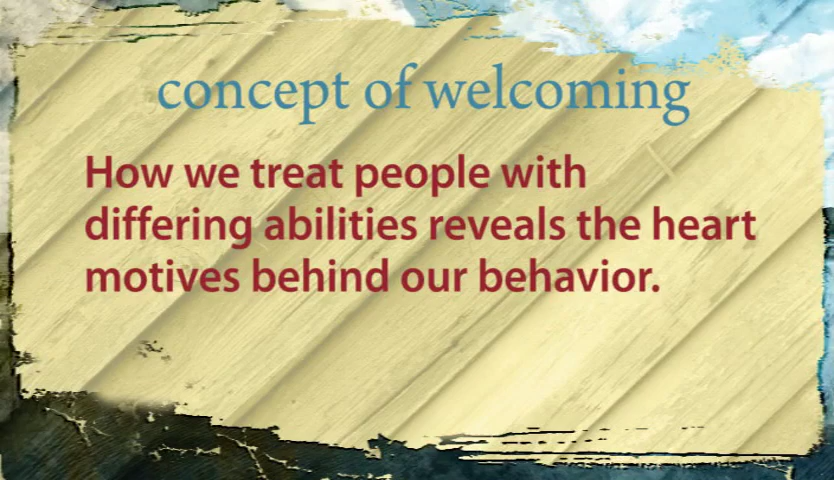 concept of welcoming
How we treat people with
differing abilities reveals the heart
motives behind our behavior.